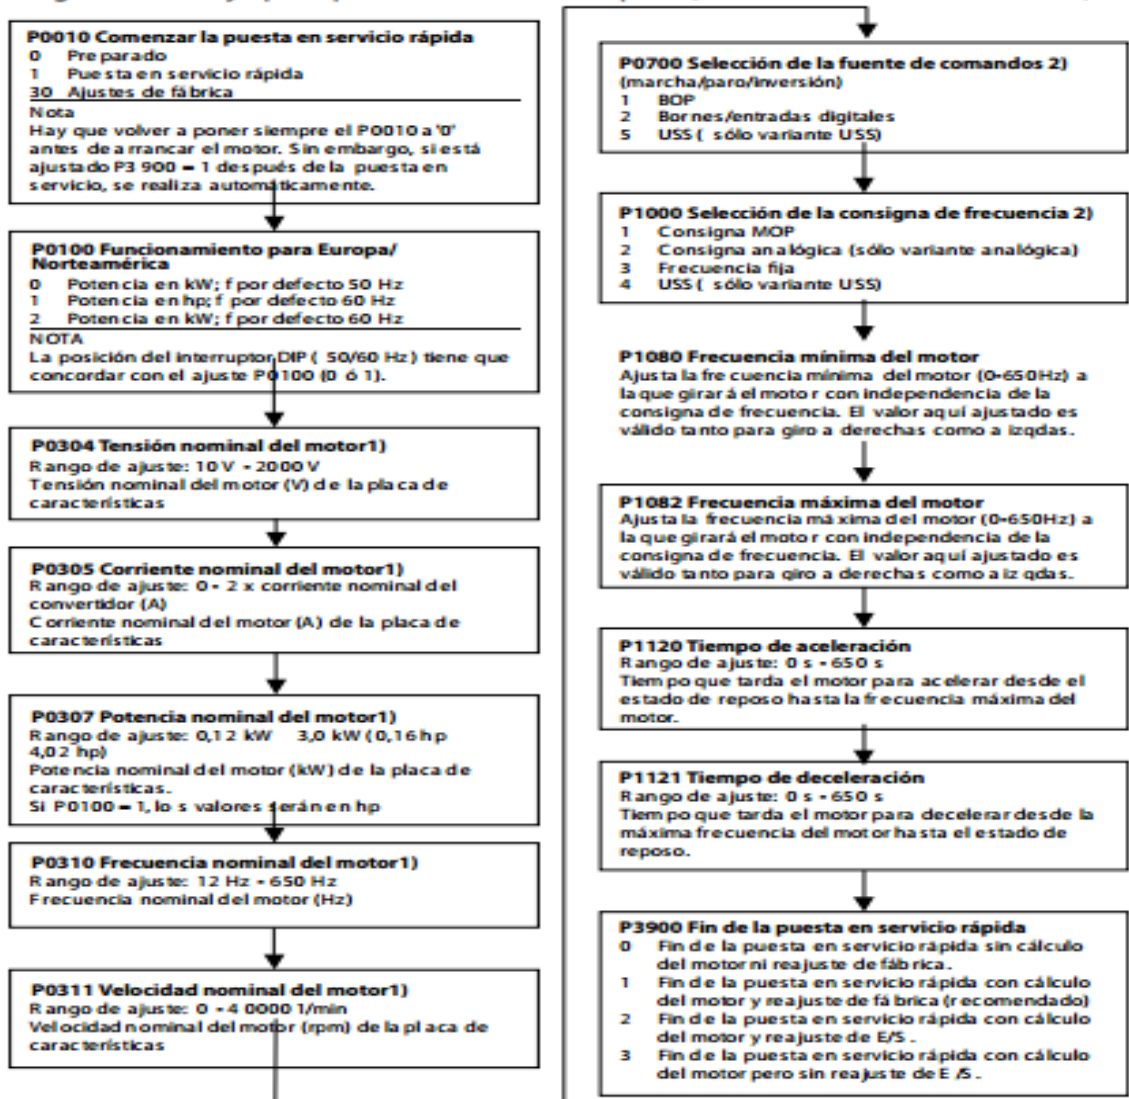 P0010 Comenzar la puesta en servicio rápida
0 Preparado
1 Puesta en servicio rápida
30 Ajustes de fábrica
Nota
Hay que volver a poner siempre el P0010 a '0'
antes de arrancar el motor. Sin embargo, si está
ajustado P3900 = 1 después de la puesta en
servicio, se realiza automáticamente.
P0100 Funcionamiento para Europa/
Norteamérica
0 Potencia en kW; f por defecto 50 Hz
1 Potencia en hp; f por defecto 60 Hz
2 Potencia en kW; f por defecto 60 Hz
NOTA
La posición del interruptor DIP ( 50/60 Hz) tiene que
concordar con el ajuste P0100 (0 ó 1).
P0304 Tensión nominal del motor1)
Rango de ajuste: 10 V - 2000 V
Tensión nominal del motor (V) de la placa de
características
P0305 Corriente nominal del motor1)
Rango de ajuste: 0 - 2 x corriente nominal del
convertidor (A)
Corriente nominal del motor (A) de la placa de
características
P0307 Potencia nominal del motor1)
Rango de ajuste: 0,12 kW 3,0 kW (0,16 hp
4,02 hp)
Potencia nominal del motor (kW) de la placa de
características.
Si P0100 = 1, los valores serán en hp
P0310 Frecuencia nominal del motor1)
Rango de ajuste: 12 Hz - 650 Hz
Frecuencia nominal del motor (Hz)
P0311 Velocidad nominal del motor1)
Rango de ajuste: 0 - 4 0000 1/min
Velocidad nominal del motor (rpm) de la placa de
características
P0700 Selección de la fuente de comandos 2)
(marcha/paro/inversión)
1 BOP
2 Bornes/entradas digitales
5 USS ( sólo variante USS)
P1000 Selección de la consigna de frecuencia 2)
1 Consigna MOP
2 Consigna analógica (sólo variante analógica)
3 Frecuencia fija
4 USS ( sólo variante USS)
P1080 Frecuencia mínima del motor
Ajusta la frecuencia mínima del motor (0-650Hz) a
la que girará el motor con independencia de la
consigna de frecuencia. El valor aquí ajustado es
válido tanto para giro a derechas como a izqdas.
P1082 Frecuencia máxima del motor
Ajusta la frecuencia máxima del motor (0-650Hz) a
la que girará el motor con independencia de la
consigna de frecuencia. El valor aquí ajustado es
válido tanto para giro a derechas como a izqdas.
P1120 Tiempo de aceleración
Rango de ajuste: 0 s - 650 s
Tiempo que tarda el motor para acelerar desde el
estado de reposo hasta la frecuencia máxima del
motor.
P1121 Tiempo de deceleración
Rango de ajuste: 0 s - 650 s
Tiempo que tarda el motor para decelerar desde la
máxima frecuencia del motor hasta el estado de
reposo.
P3900 Fin de la puesta en servicio rápida
0 Fin de la puesta en servicio rápida sin cálculo
del motor ni reajuste de fábrica.
1 Fin de la puesta en servicio rápida con cálculo
del motor y reajuste de fábrica (recomendado)
2 Fin de la puesta en servicio rápida con cálculo
del motor y reajuste de E/S.
3 Fin de la puesta en servicio rápida con cálculo
del motor pero sin reajuste de E/S.